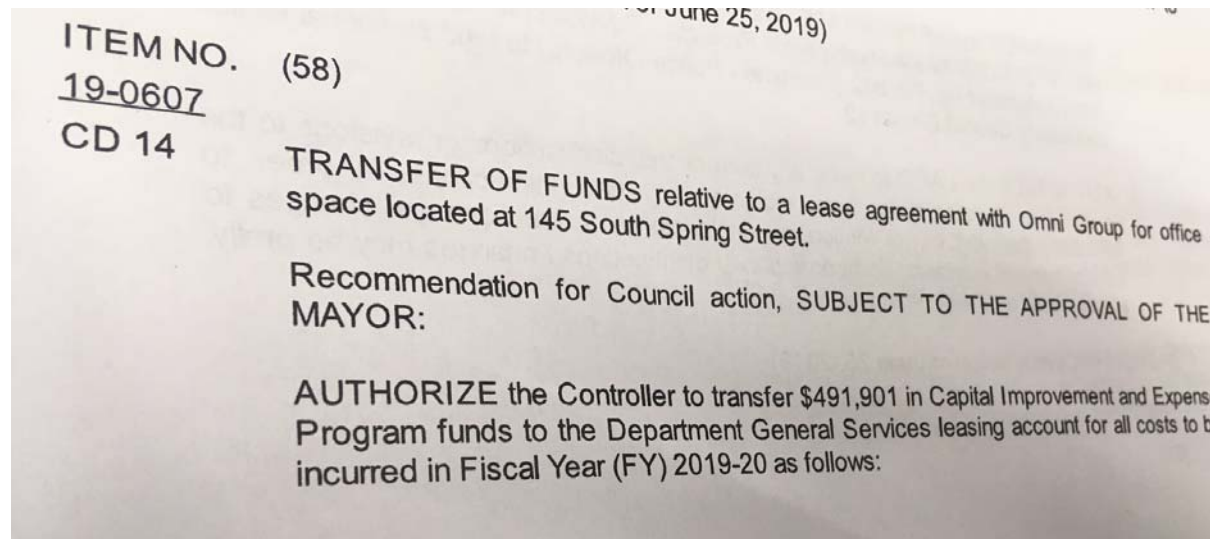 June 25, 2019)
ITEM NO. (58)
19-0607
CD 14
TRANSFER OF FUNDS relative to a lease agreement with Omni Group for office
space located at 145 South Spring Street.
Recommendation for Council action, SUBJECT TO THE APPROVAL OF THE
MAYOR:
AUTHORIZE the Controller to transfer $491,901 in Capital Improvement and Expens
Program funds to the Department General Services leasing account for all costs to b
incurred in Fiscal Year (FY) 2019-20 as follows: